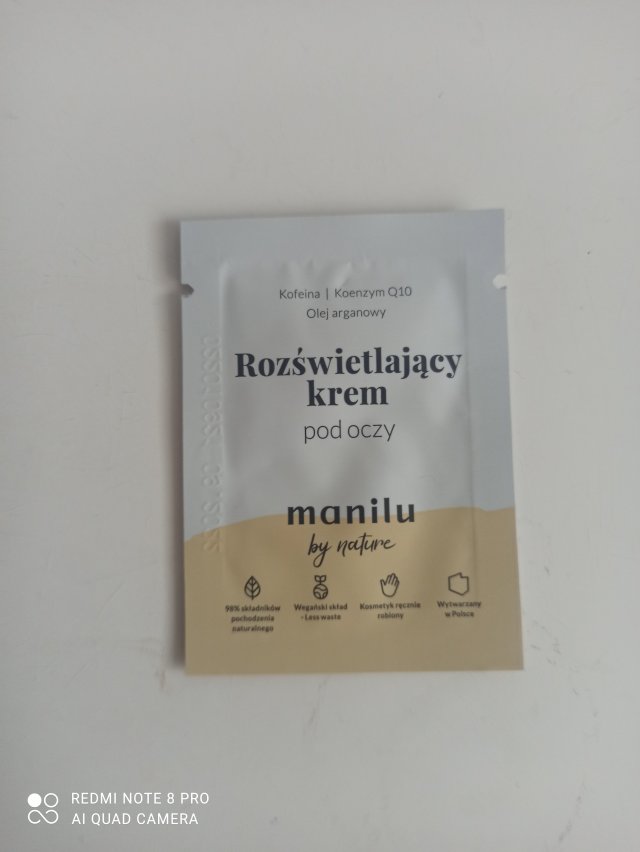 Kofeina | Koenzym Q10
Olej arganowy
Rozświetlający
krem
pod oczy
manilu
by nature
98% składników
pochodzenia
naturalnego
Wegański skład
- Less waste
Kosmetyk ręcznie
robiony
Wytwarzany
w Polsce
REDMI NOTE 8 PRO
AI QUAD CAMERA